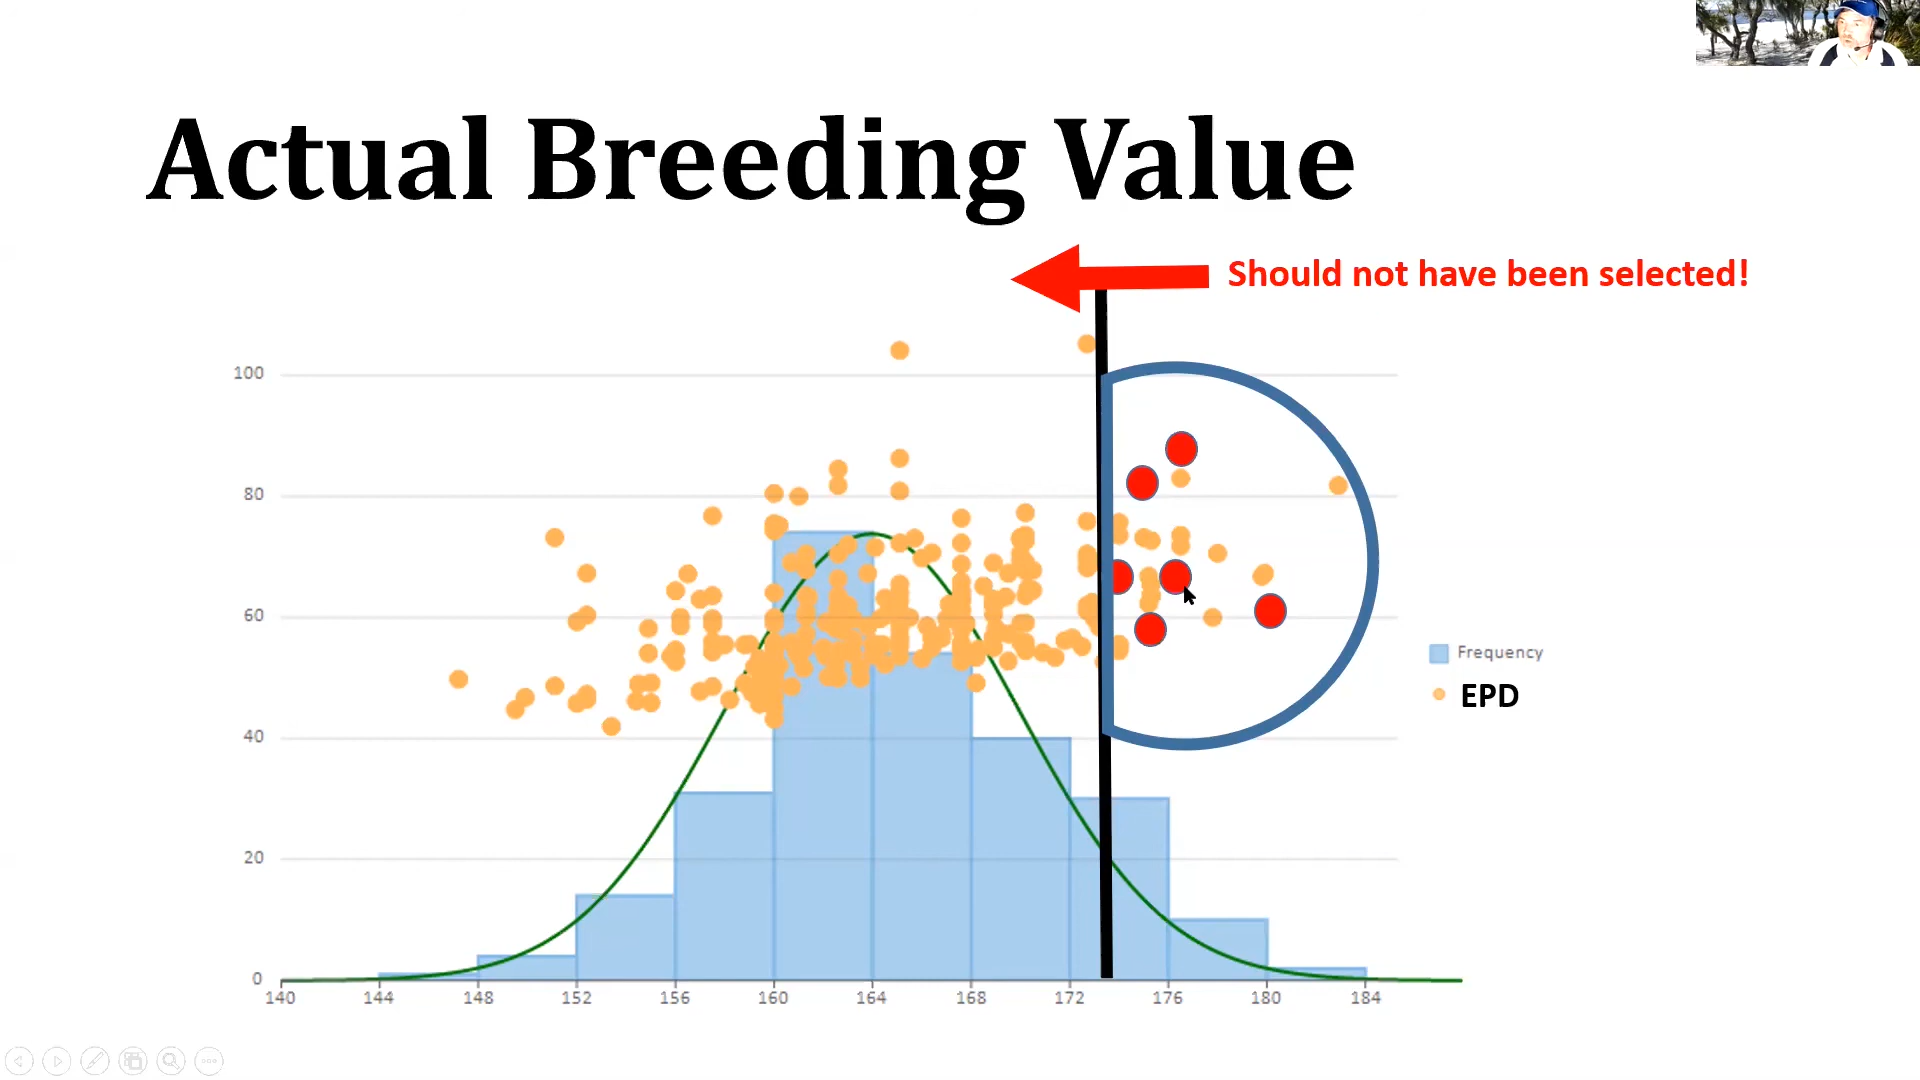 Actual Breeding Value
Should not have been selected!
100
80
60
40
20
0
140 144 148 152 156 160 164 168 172 176 180 184
Frequency
EPD